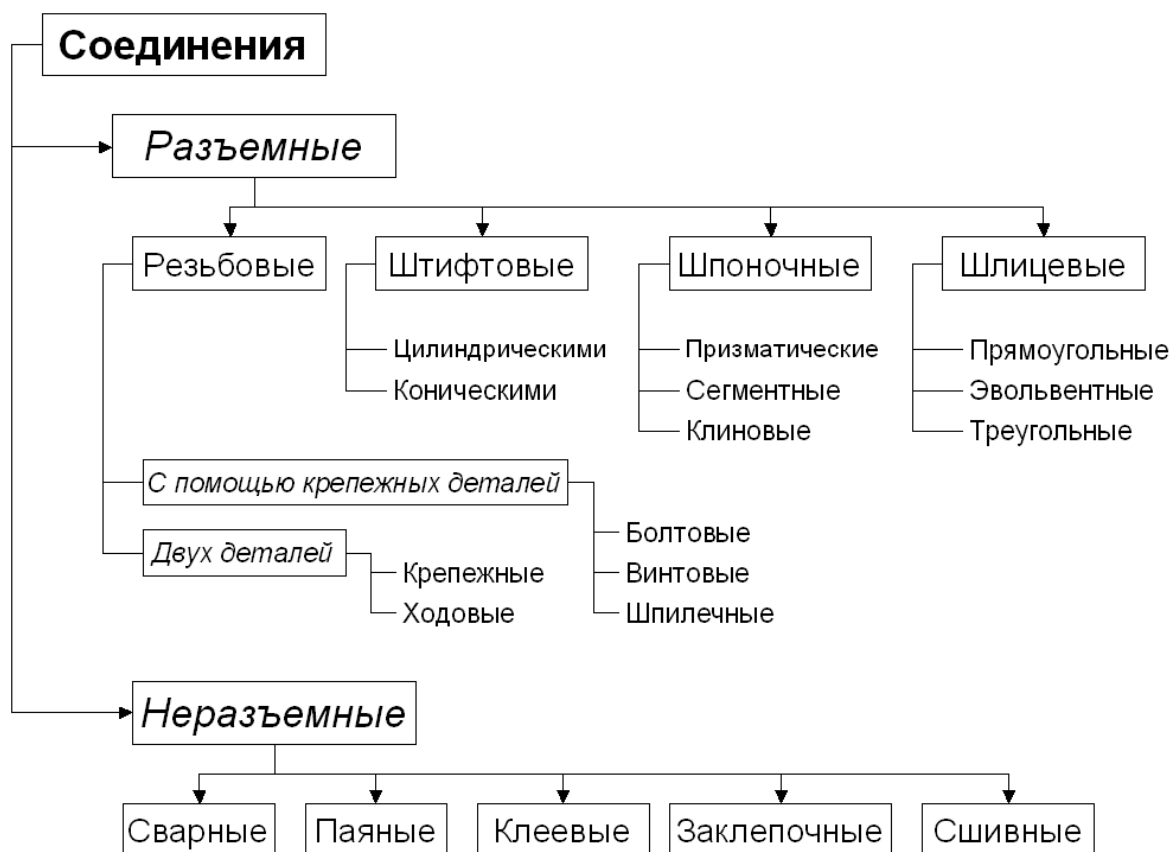 Соединения
Разъемные
Резьбовые
Штифтовые
Шпоночные
Шлицевые
Цилиндрическими
Призматические
Прямоугольные
Коническими
Сегментные
Эвольвентные
Клиновые
Треугольные
С помощью крепежных деталей
Болтовые
Двух деталей
Крепежные
Винтовые
Ходовые
Шпилечные
Неразъемные
Сварные
Паяные
Клеевые
Заклепочные
Сшивные